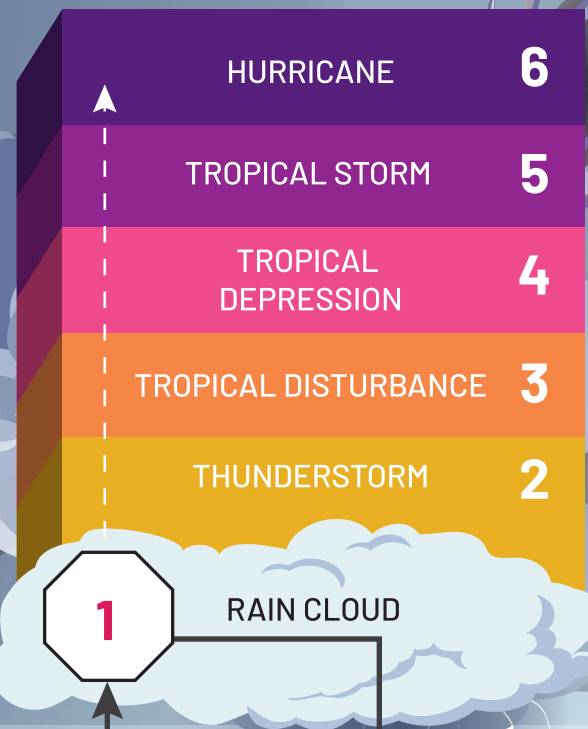 HURRICANE 6
TROPICAL STORM 5
TROPICAL
DEPRESSION 4
TROPICAL DISTURBANCE 3
THUNDERSTORM 2
1 RAIN CLOUD